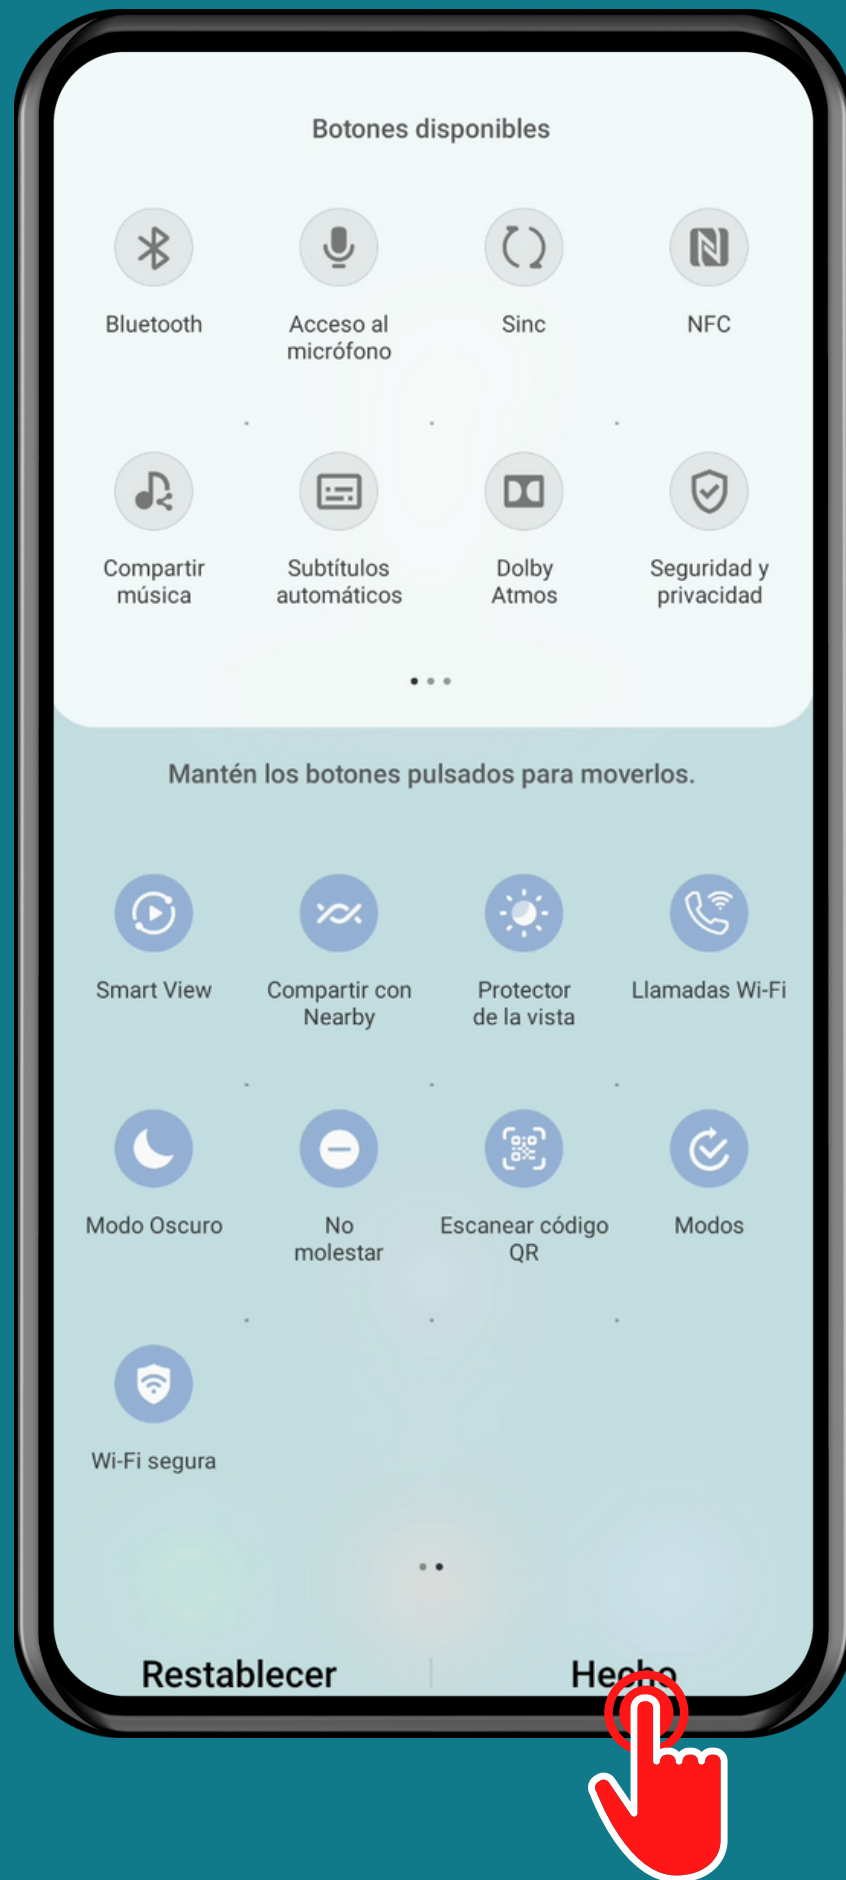 Botones disponibles
Bluetooth
Acceso al
micrófono
Sinc
NFC
Compartir
música
Subtítulos
automáticos
Dolby
Atmos
Seguridad y
privacidad
Mantén los botones pulsados para moverlos.
Smart View
Compartir con
Nearby
Protector
de la vista
Llamadas Wi-Fi
Modo Oscuro
No
molestar
Escanear código
QR
Modos
Wi-Fi segura
Restablecer
Hecho